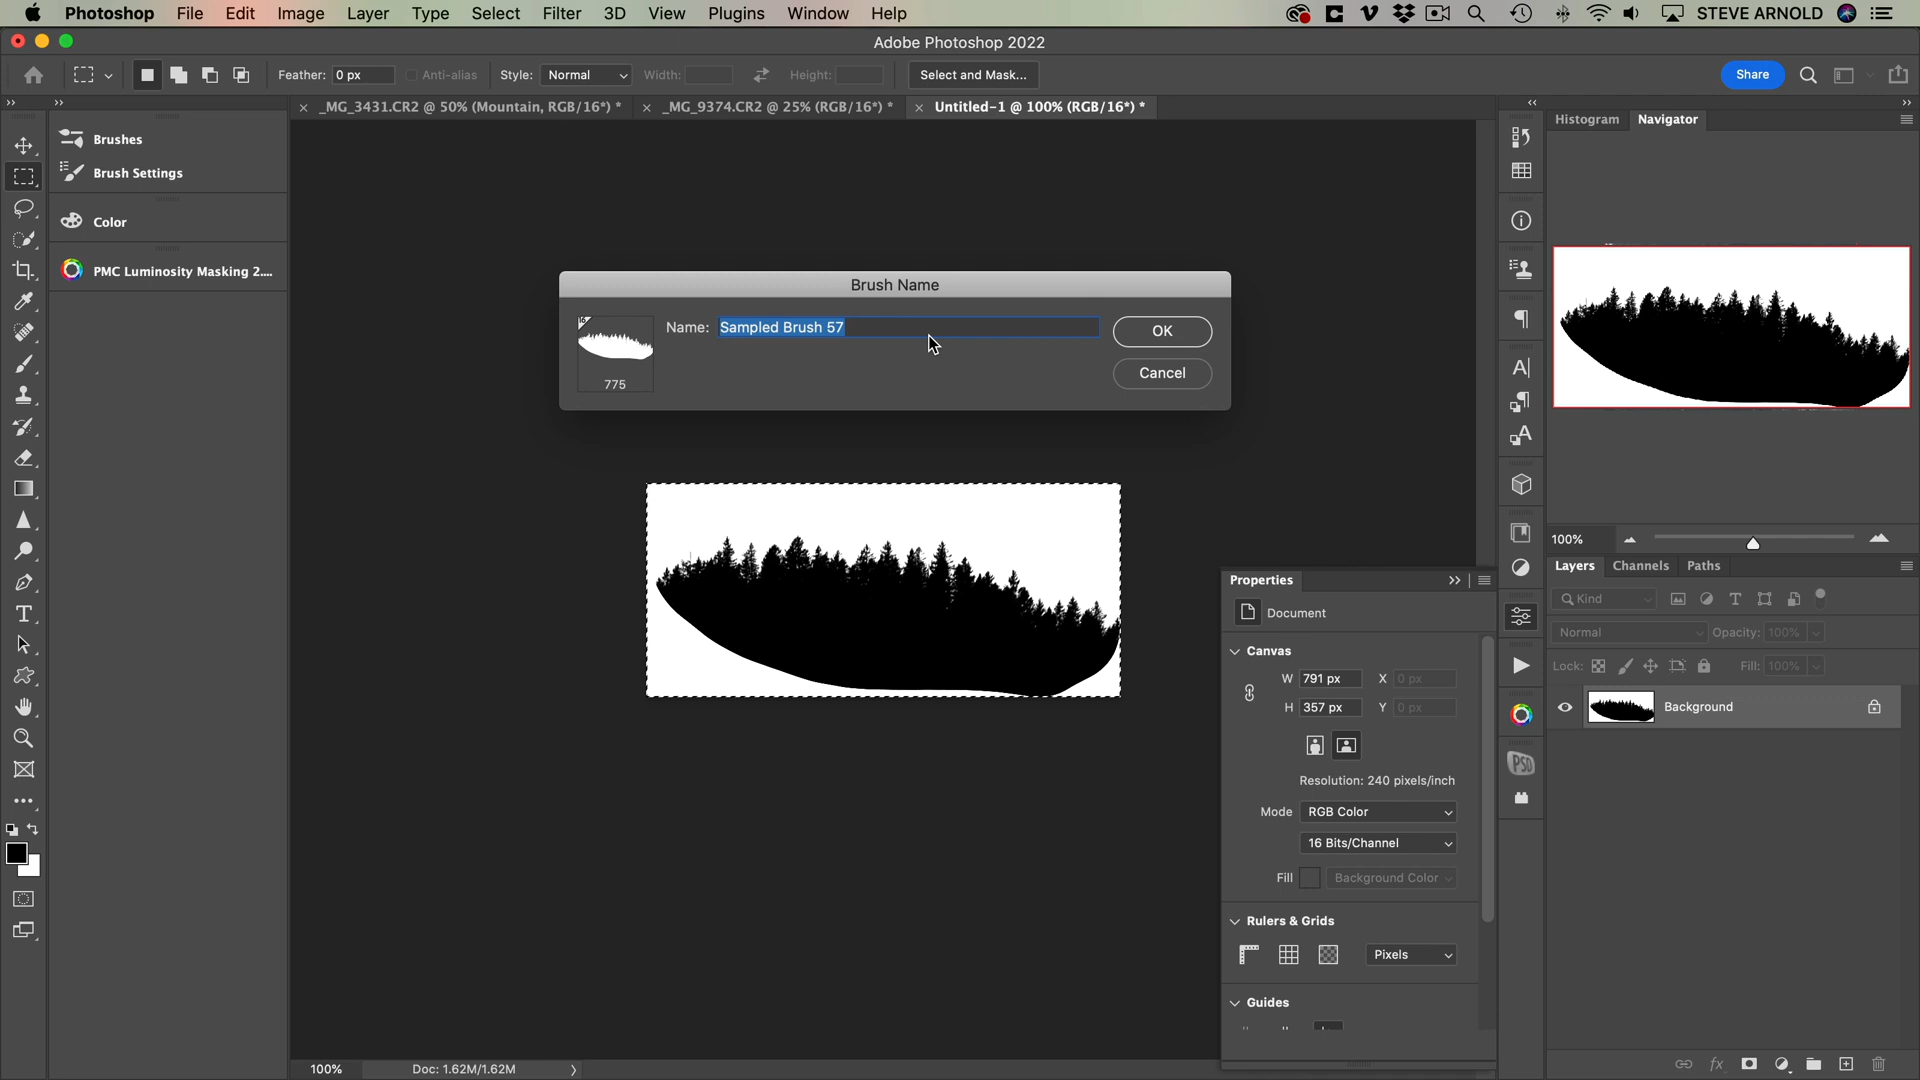 Photoshop File Edit Image Layer Type Select Filter 3D View Plugins Window Help STEVE ARNOLD
Adobe Photoshop 2022
Feather: 0 px Anti-alias Style: Normal Width: Height: Select and Mask... Share
_MG_3431.CR2 @ 50% (Mountain, RGB/16*) * _MG_9374.CR2 @ 25% (RGB/16*) * Untitled-1 @ 100% (RGB/16*) *
Histogram Navigator
Brushes
Brush Settings
Color
PMC Luminosity Masking 2....
Brush Name
Name: Sampled Brush 57 OK
775
Cancel
100%
Layers Channels Paths
Kind
Normal Opacity: 100%
Lock: Fill: 100%
Background
Properties
Document
Canvas
W 791 px X 0 px
H 357 px Y 0 px
Resolution: 240 pixels/inch
Mode RGB Color
16 Bits/Channel
Fill Background Color
Rulers & Grids
Pixels
Guides
PSD
100% Doc: 1.62M/1.62M
fx